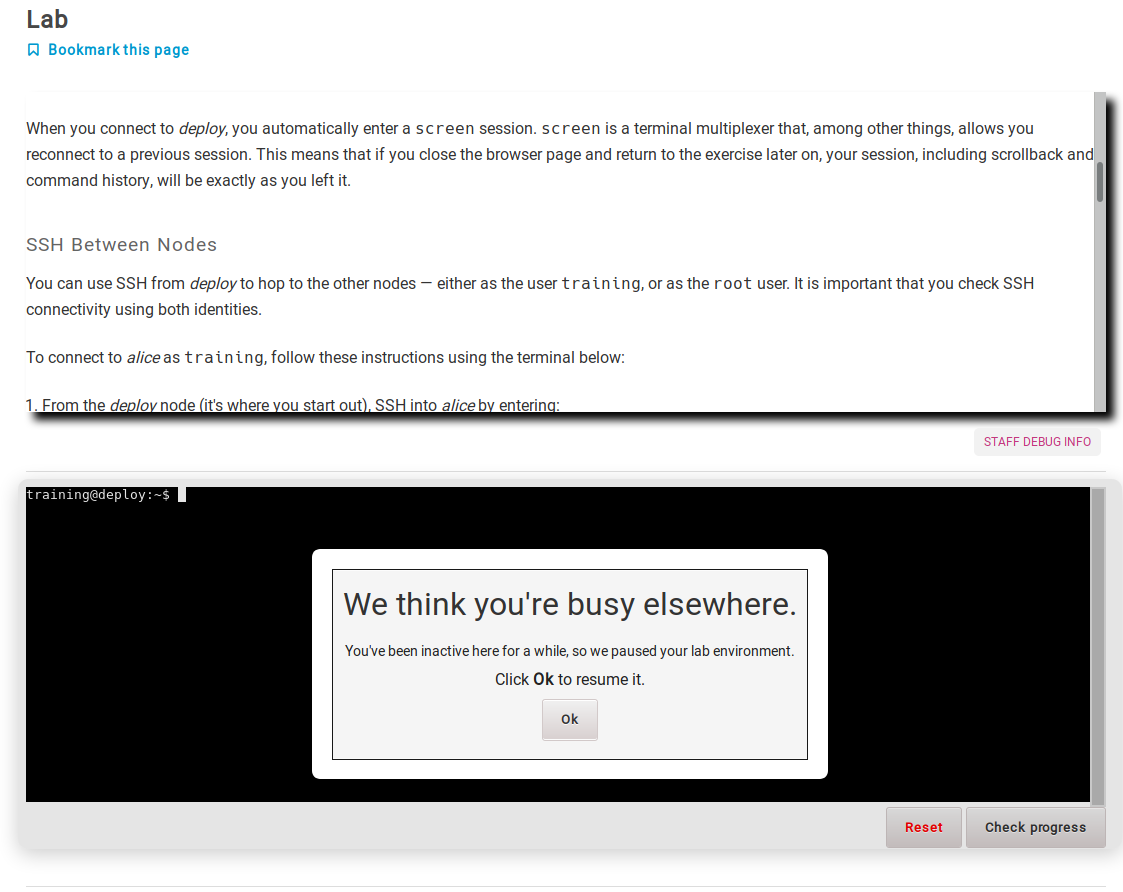 Lab
Bookmark this page
When you connect to deploy, you automatically enter a screen session. screen is a terminal multiplexer that, among other things, allows you
reconnect to a previous session. This means that if you close the browser page and return to the exercise later on, your session, including scrollback and
command history, will be exactly as you left it.
SSH Between Nodes
You can use SSH from deploy to hop to the other nodes — either as the user training, or as the root user. It is important that you check SSH
connectivity using both identities.
To connect to alice as training, follow these instructions using the terminal below:
1. From the deploy node (it's where you start out), SSH into alice by entering:
STAFF DEBUG INFO
training@deploy:~$
We think you're busy elsewhere.
You've been inactive here for a while, so we paused your lab environment.
Click Ok to resume it.
Ok
Reset
Check progress